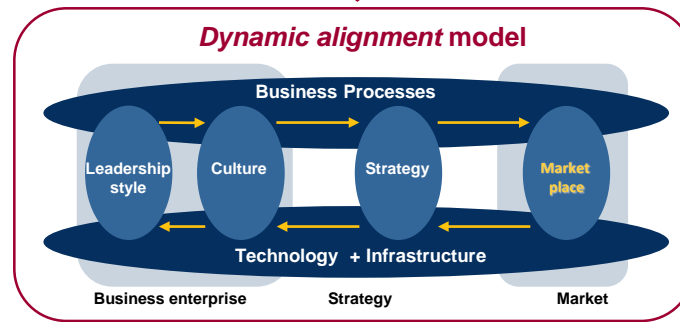 Dynamic alignment model
Business Processes
Leadership
style
Culture
Strategy
Market
place
Technology + Infrastructure
Business enterprise
Strategy
Market